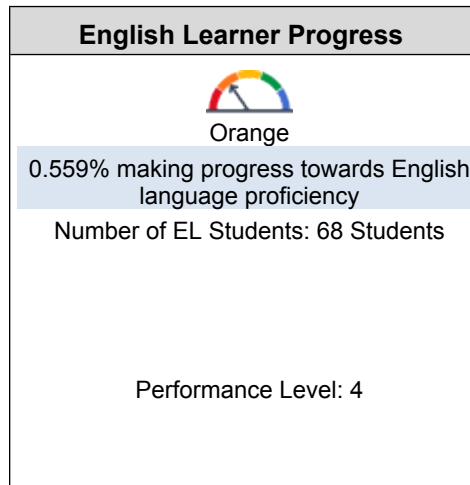 English Learner Progress
Orange
0.559% making progress towards English
language proficiency
Number of EL Students: 68 Students
Performance Level: 4